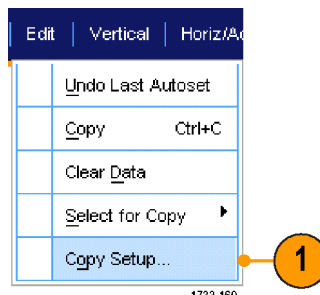 Edit | Vertical | Horiz/A
Undo Last Autoset
Copy Ctrl+C
Clear Data
Select for Copy
Copy Setup...
1